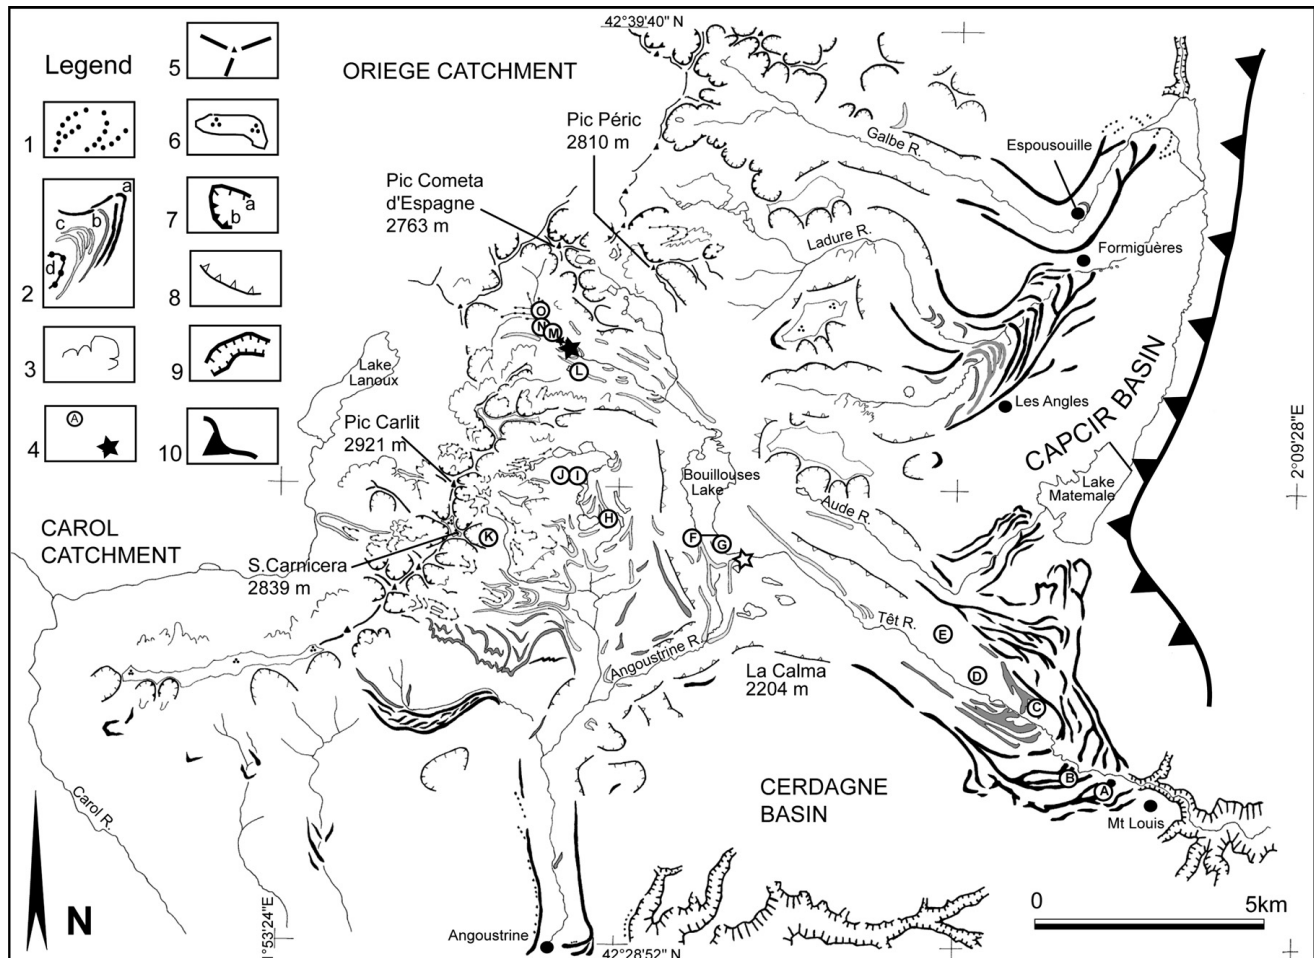 42°39'40" N
Legend
ORIEGE CATCHMENT
1
2
a
b
c
d
3
4
A
5
6
7
a
b
8
9
10
Pic Péric
2810 m
Pic Cometa
d'Espagne
2763 m
Galbe R.
Espousouille
Ladure R.
Formiguères
Lake
Lanoux
O
N
M
L
Pic Carlit
2921 m
Les Angles
CAPCIR BASIN
2°09'28"E
J
I
H
K
Bouillouses
Lake
F
G
Aude R.
Lake
Matemale
CAROL
CATCHMENT
S.Carnicera
2839 m
Têt R.
E
D
C
B
A
Angoustrine R.
La Calma
2204 m
CERDAGNE
BASIN
Mt Louis
Carol R.
N
1°53'24"E
Angoustrine
42°28'52" N
0
5km